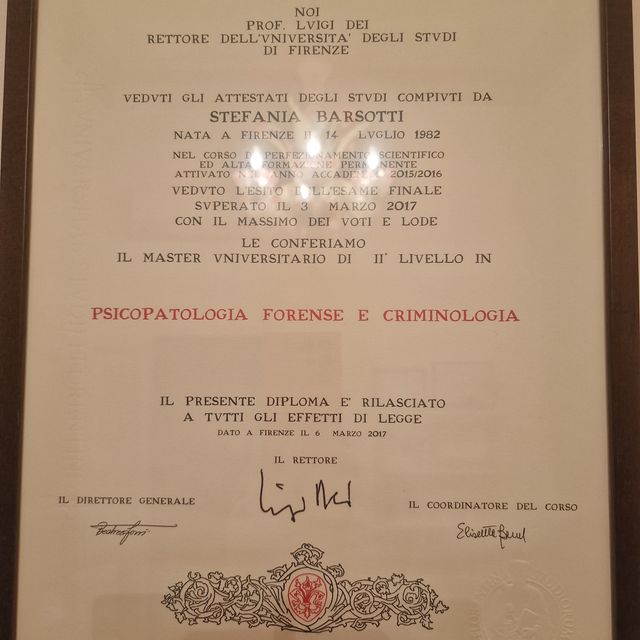 NOI
PROF. LVIGI DEI
RETTORE DELL'VNIVERSITA' DEGLI STVDI
DI FIRENZE
VEDVTI GLI ATTESTATI DEGLI STVDI COMPIVTI DA
STEFANIA BARSOTTI
NATA A FIRENZE IL 14 LVGLIO 1982
NEL CORSO DI PERFEZIONAMENTO SCIENTIFICO
ED ALTA FORMAZIONE PERMANENTE
ATTIVATO NELL'ANNO ACCADEMICO 2015/2016
VEDVTO L'ESITO DELL'ESAME FINALE
SVPERATO IL 3 MARZO 2017
CON IL MASSIMO DEI VOTI E LODE
LE CONFERIAMO
IL MASTER VNIVERSITARIO DI II° LIVELLO IN
PSICOPATOLOGIA FORENSE E CRIMINOLOGIA
IL PRESENTE DIPLOMA E' RILASCIATO
A TVTTI GLI EFFETTI DI LEGGE
DATO A FIRENZE IL 6 MARZO 2017
IL RETTORE
Luigi Dei
IL DIRETTORE GENERALE
IL COORDINATORE DEL CORSO